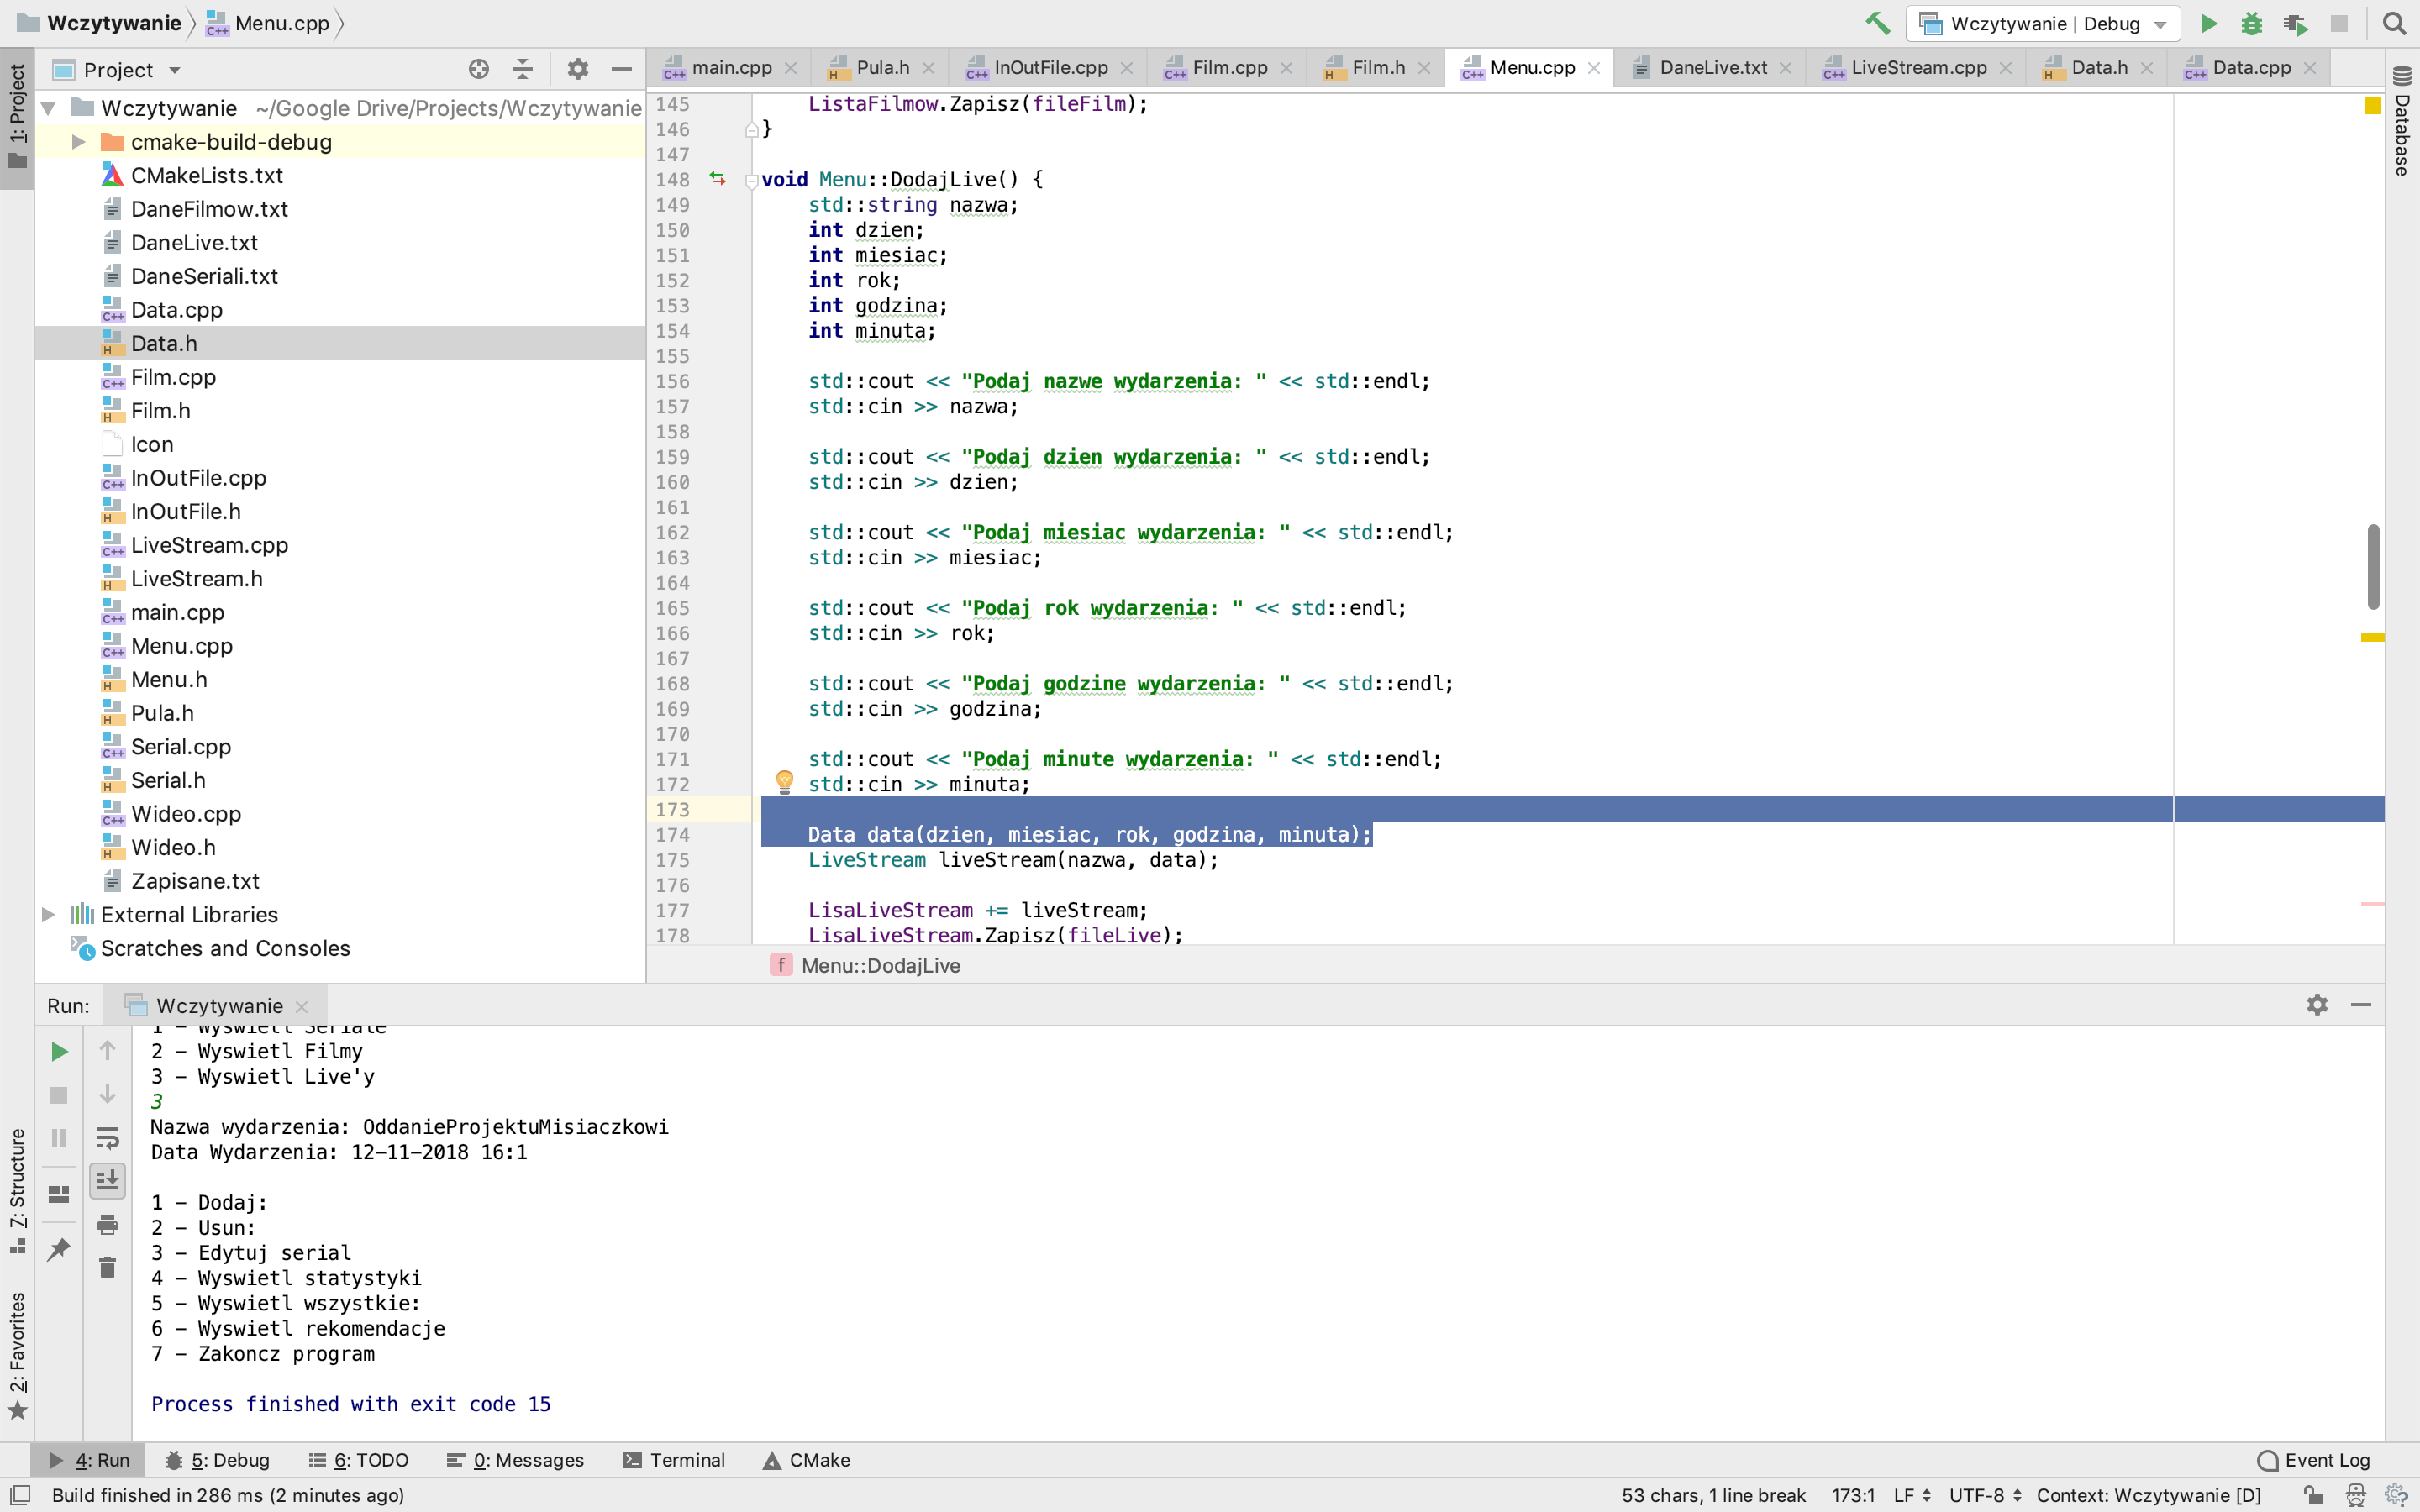 Wczytywanie Menu.cpp Wczytywanie | Debug
1: Project
Project
main.cpp Pula.h InOutFile.cpp Film.cpp Film.h Menu.cpp DaneLive.txt LiveStream.cpp Data.h Data.cpp
Database
Wczytywanie ~/Google Drive/Projects/Wczytywanie
cmake-build-debug
CMakeLists.txt
DaneFilmow.txt
DaneLive.txt
DaneSeriali.txt
Data.cpp
Data.h
Film.cpp
Film.h
Icon
InOutFile.cpp
InOutFile.h
LiveStream.cpp
LiveStream.h
main.cpp
Menu.cpp
Menu.h
Pula.h
Serial.cpp
Serial.h
Wideo.cpp
Wideo.h
Zapisane.txt
External Libraries
Scratches and Consoles
145 ListaFilmow.Zapisz(fileFilm);
146 }
147
148 void Menu::DodajLive() {
149 std::string nazwa;
150 int dzien;
151 int miesiac;
152 int rok;
153 int godzina;
154 int minuta;
155
156 std::cout << "Podaj nazwe wydarzenia: " << std::endl;
157 std::cin >> nazwa;
158
159 std::cout << "Podaj dzien wydarzenia: " << std::endl;
160 std::cin >> dzien;
161
162 std::cout << "Podaj miesiac wydarzenia: " << std::endl;
163 std::cin >> miesiac;
164
165 std::cout << "Podaj rok wydarzenia: " << std::endl;
166 std::cin >> rok;
167
168 std::cout << "Podaj godzine wydarzenia: " << std::endl;
169 std::cin >> godzina;
170
171 std::cout << "Podaj minute wydarzenia: " << std::endl;
172 std::cin >> minuta;
173
174 Data data(dzien, miesiac, rok, godzina, minuta);
175 LiveStream liveStream(nazwa, data);
176
177 LisaLiveStream += liveStream;
178 LisaLiveStream.Zapisz(fileLive);
f Menu::DodajLive
Run: Wczytywanie
1 – Wyswietl Seriale
2 – Wyswietl Filmy
3 – Wyswietl Live'y
3
Nazwa wydarzenia: OddanieProjektuMisiaczkowi
Data Wydarzenia: 12-11-2018 16:1
1 – Dodaj:
2 – Usun:
3 – Edytuj serial
4 – Wyswietl statystyki
5 – Wyswietl wszystkie:
6 – Wyswietl rekomendacje
7 – Zakoncz program
Process finished with exit code 15
7: Structure
2: Favorites
4: Run 5: Debug 6: TODO 0: Messages Terminal CMake Event Log
Build finished in 286 ms (2 minutes ago) 53 chars, 1 line break 173:1 LF UTF-8 Context: Wczytywanie [D]